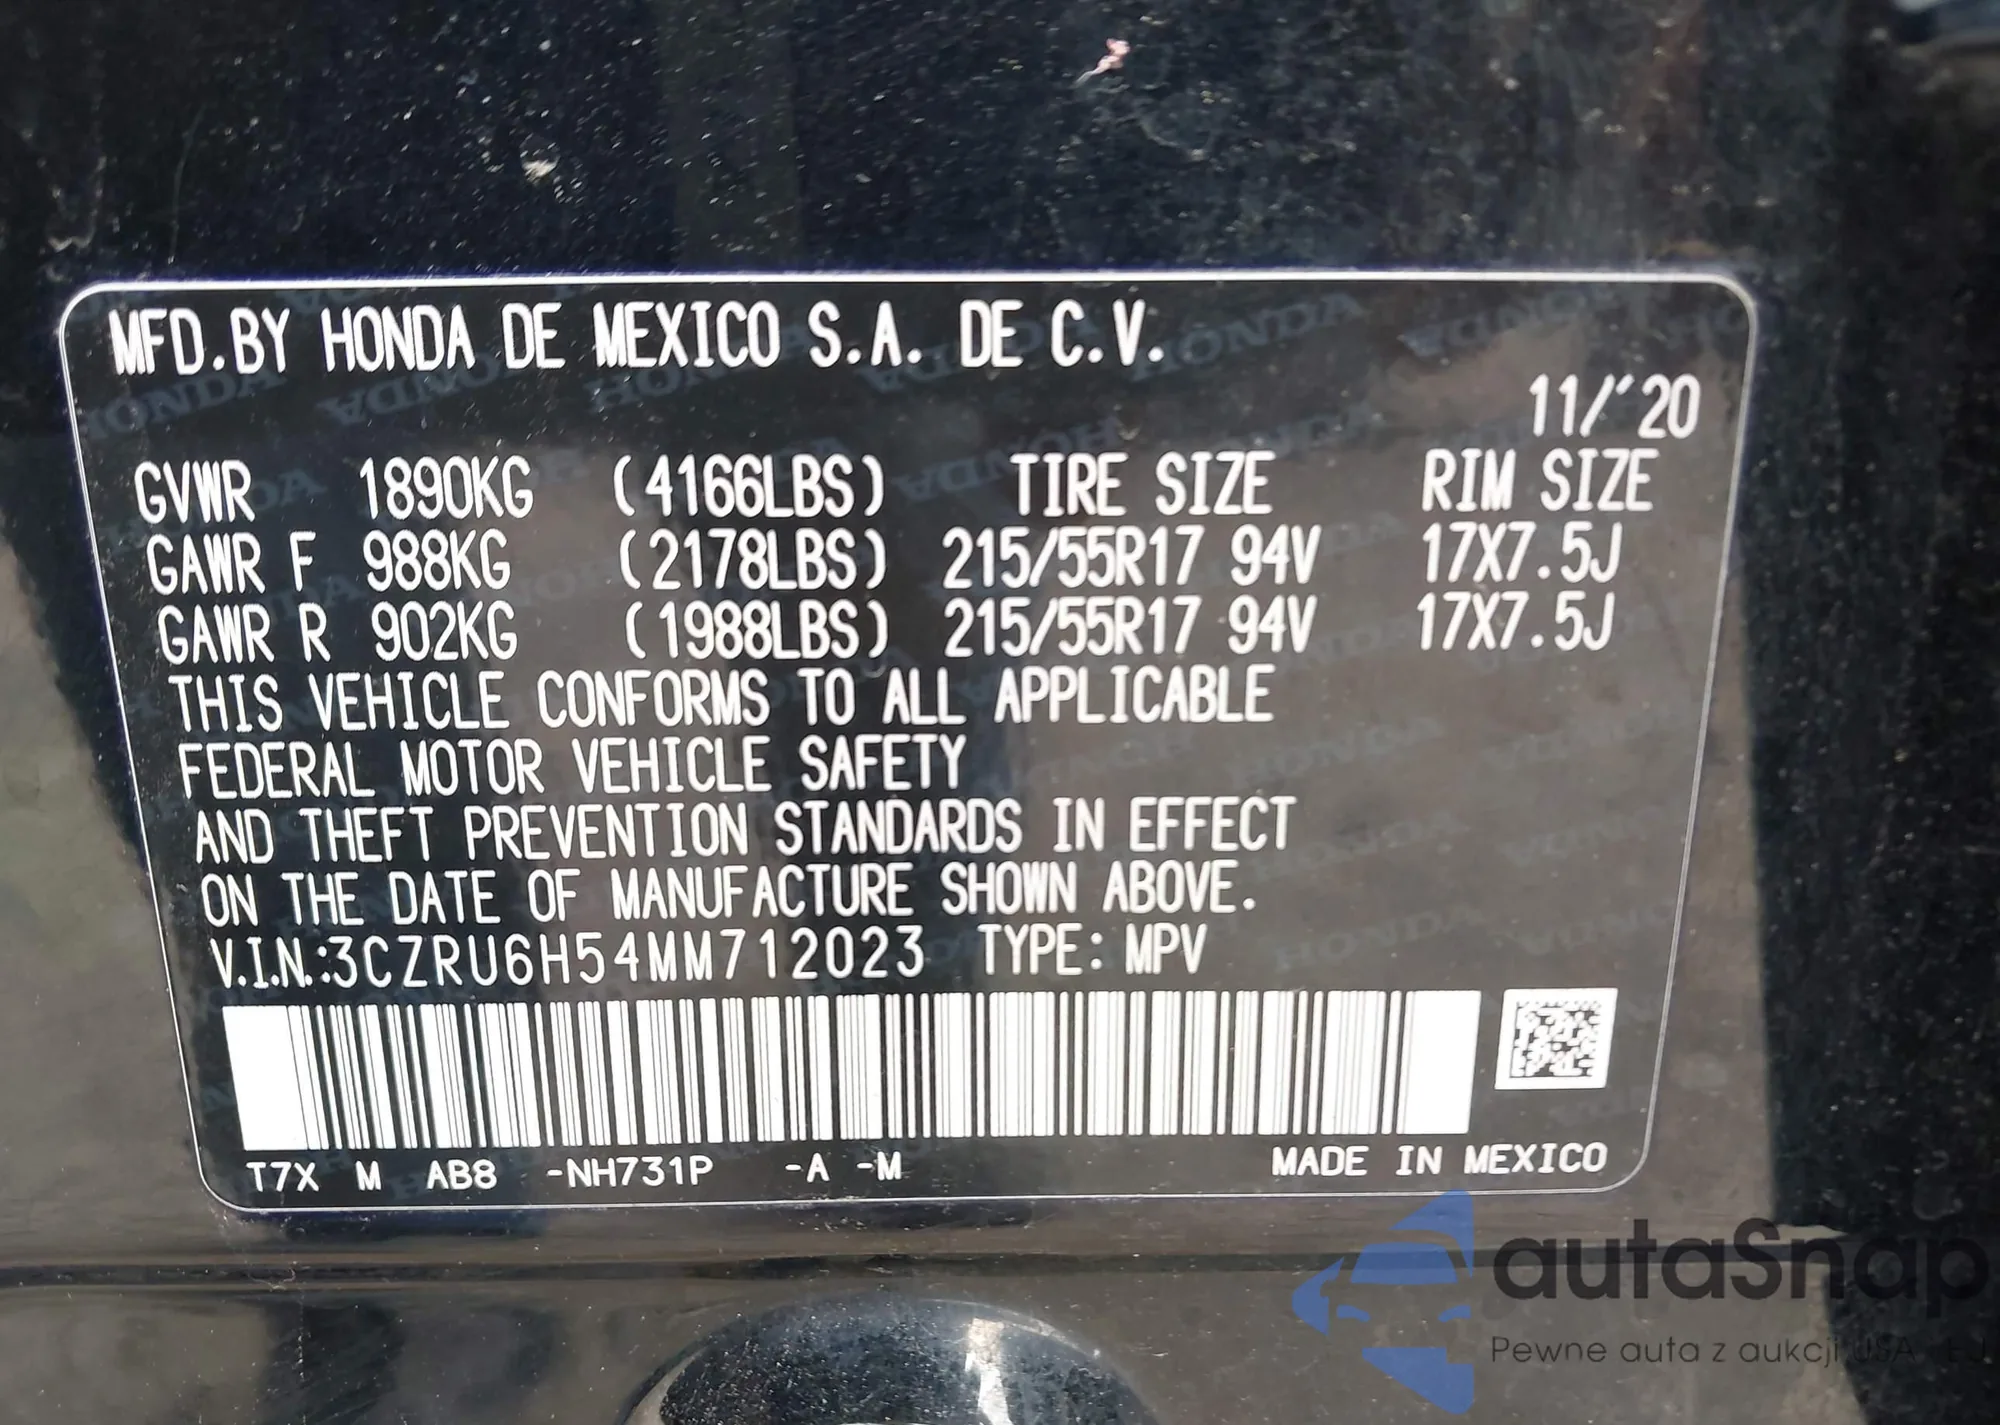 MFD.BY HONDA DE MEXICO S.A. DE C.V.
11/'20
GVWR 1890KG (4166LBS) TIRE SIZE RIM SIZE
GAWR F 988KG (2178LBS) 215/55R17 94V 17X7.5J
GAWR R 902KG (1988LBS) 215/55R17 94V 17X7.5J
THIS VEHICLE CONFORMS TO ALL APPLICABLE
FEDERAL MOTOR VEHICLE SAFETY
AND THEFT PREVENTION STANDARDS IN EFFECT
ON THE DATE OF MANUFACTURE SHOWN ABOVE.
V.I.N.:3CZRU6H54MM712023 TYPE: MPV
T7X M AB8 -NH731P -A -M MADE IN MEXICO
autaSnap
Pewne auta z aukcji USA